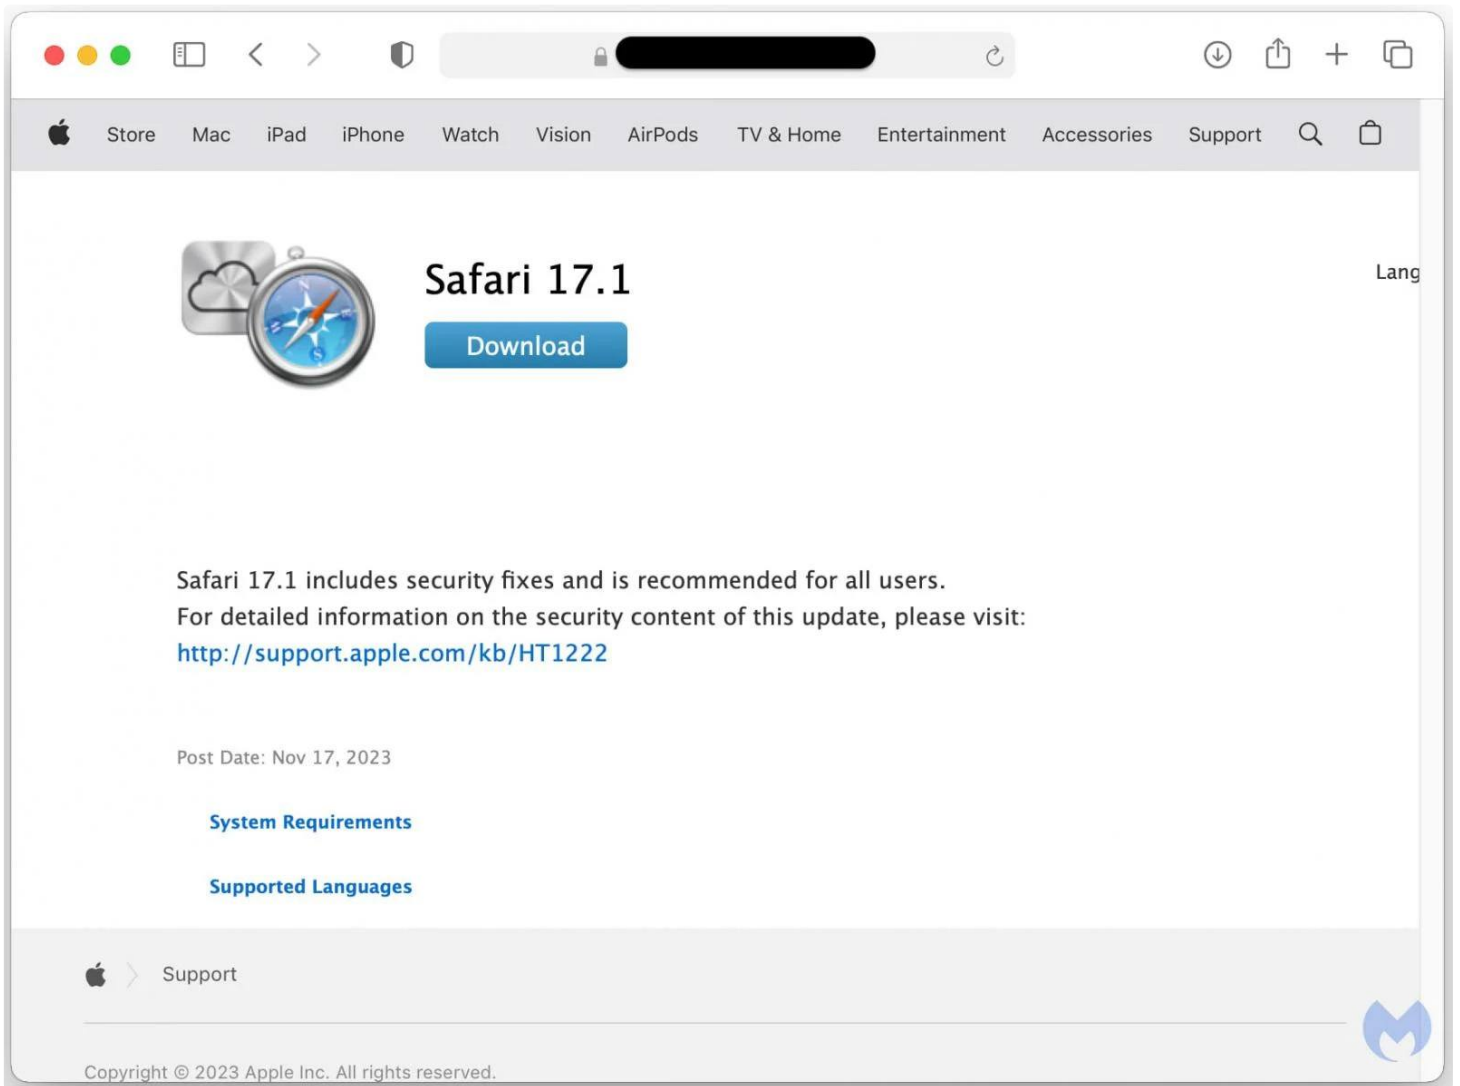 Store Mac iPad iPhone Watch Vision AirPods TV & Home Entertainment Accessories Support
Safari 17.1
Lang
Download
Safari 17.1 includes security fixes and is recommended for all users.
For detailed information on the security content of this update, please visit:
http://support.apple.com/kb/HT1222
Post Date: Nov 17, 2023
System Requirements
Supported Languages
Support
Copyright © 2023 Apple Inc. All rights reserved.